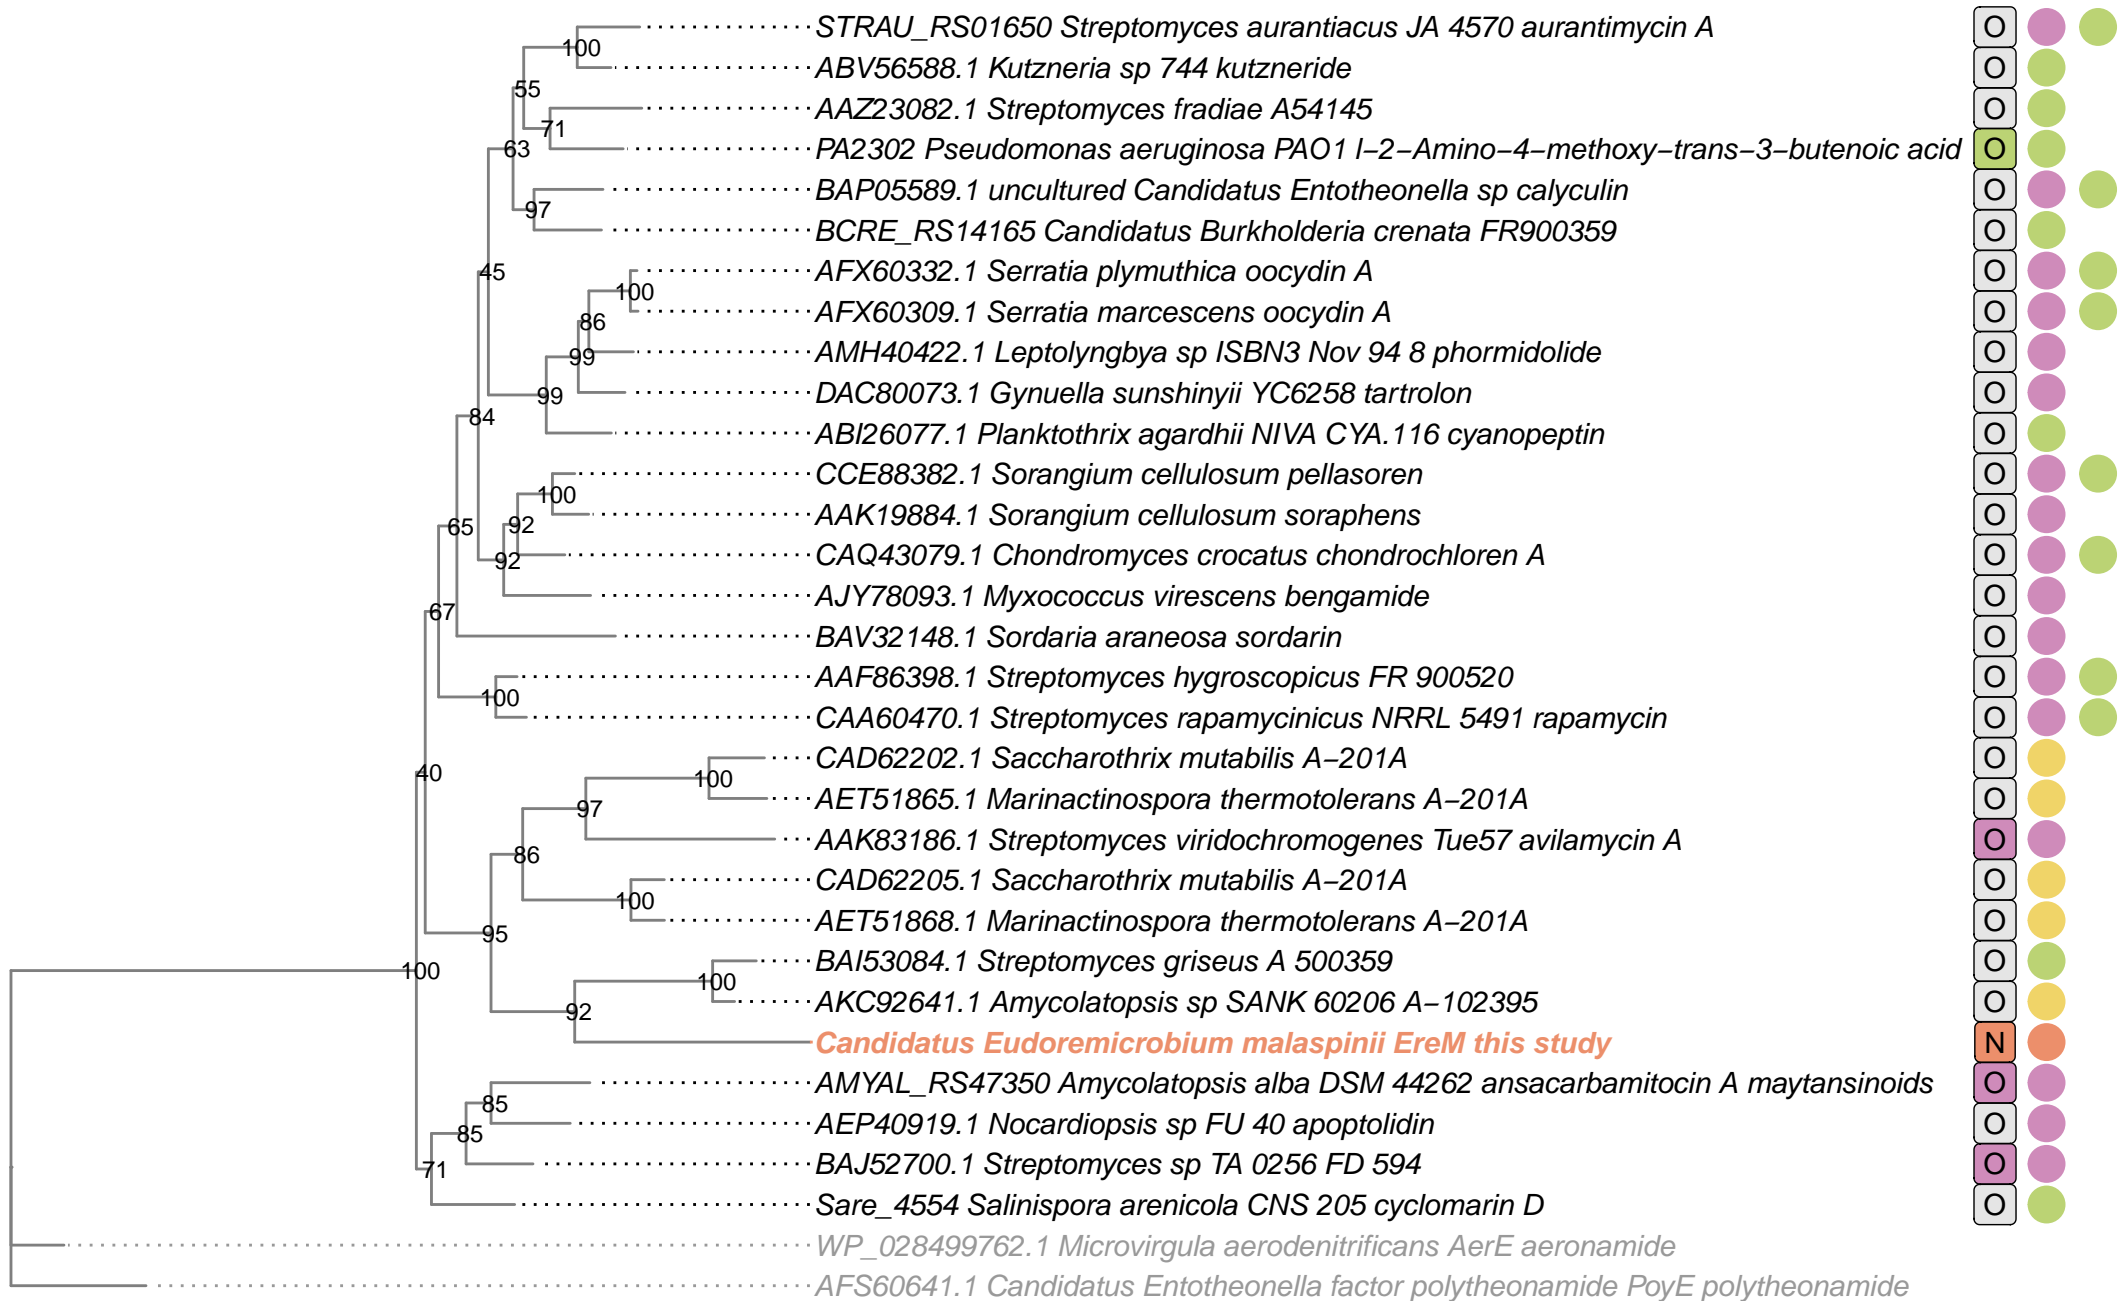 STRAU_RS01650 Streptomyces aurantiacus JA 4570 aurantimycin A O
100
ABV56588.1 Kutzneria sp 744 kutzneride O
55
AAZ23082.1 Streptomyces fradiae A54145 O
71
PA2302 Pseudomonas aeruginosa PAO1 l−2−Amino−4−methoxy−trans−3−butenoic acid O
63
BAP05589.1 uncultured Candidatus Entotheonella sp calyculin O
97
BCRE_RS14165 Candidatus Burkholderia crenata FR900359 O
45
AFX60332.1 Serratia plymuthica oocydin A O
100
AFX60309.1 Serratia marcescens oocydin A O
86
AMH40422.1 Leptolyngbya sp ISBN3 Nov 94 8 phormidolide O
99
DAC80073.1 Gynuella sunshinyii YC6258 tartrolon O
99
84
ABI26077.1 Planktothrix agardhii NIVA CYA.116 cyanopeptin O
CCE88382.1 Sorangium cellulosum pellasoren O
100
AAK19884.1 Sorangium cellulosum soraphens O
65 92
CAQ43079.1 Chondromyces crocatus chondrochloren A O
92
AJY78093.1 Myxococcus virescens bengamide O
67
BAV32148.1 Sordaria araneosa sordarin O
AAF86398.1 Streptomyces hygroscopicus FR 900520 O
100
CAA60470.1 Streptomyces rapamycinicus NRRL 5491 rapamycin O
CAD62202.1 Saccharothrix mutabilis A−201A O
40 100
AET51865.1 Marinactinospora thermotolerans A−201A O
97
AAK83186.1 Streptomyces viridochromogenes Tue57 avilamycin A O
86
CAD62205.1 Saccharothrix mutabilis A−201A O
100
AET51868.1 Marinactinospora thermotolerans A−201A O
95
BAI53084.1 Streptomyces griseus A 500359 O
100 100
AKC92641.1 Amycolatopsis sp SANK 60206 A−102395 O
92
Candidatus Eudoremicrobium malaspinii EreM this study N
AMYAL_RS47350 Amycolatopsis alba DSM 44262 ansacarbamitocin A maytansinoids O
85
AEP40919.1 Nocardiopsis sp FU 40 apoptolidin O
85
BAJ52700.1 Streptomyces sp TA 0256 FD 594 O
71
Sare_4554 Salinispora arenicola CNS 205 cyclomarin D O
WP_028499762.1 Microvirgula aerodenitrificans AerE aeronamide
AFS60641.1 Candidatus Entotheonella factor polytheonamide PoyE polytheonamide